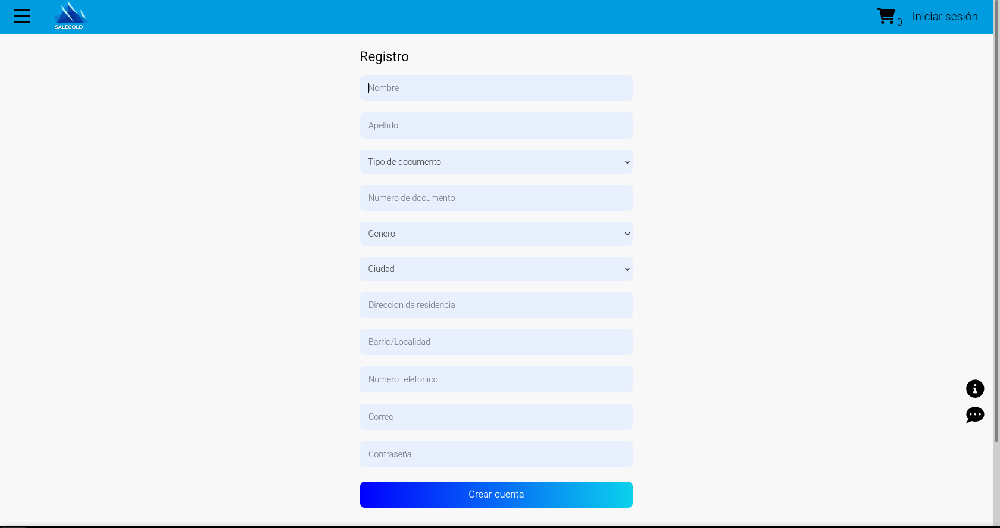 SALECOLD
0
Iniciar sesión
Registro
Nombre
Apellido
Tipo de documento
Numero de documento
Genero
Ciudad
Direccion de residencia
Barrio/Localidad
Numero telefonico
Correo
Contraseña
Crear cuenta